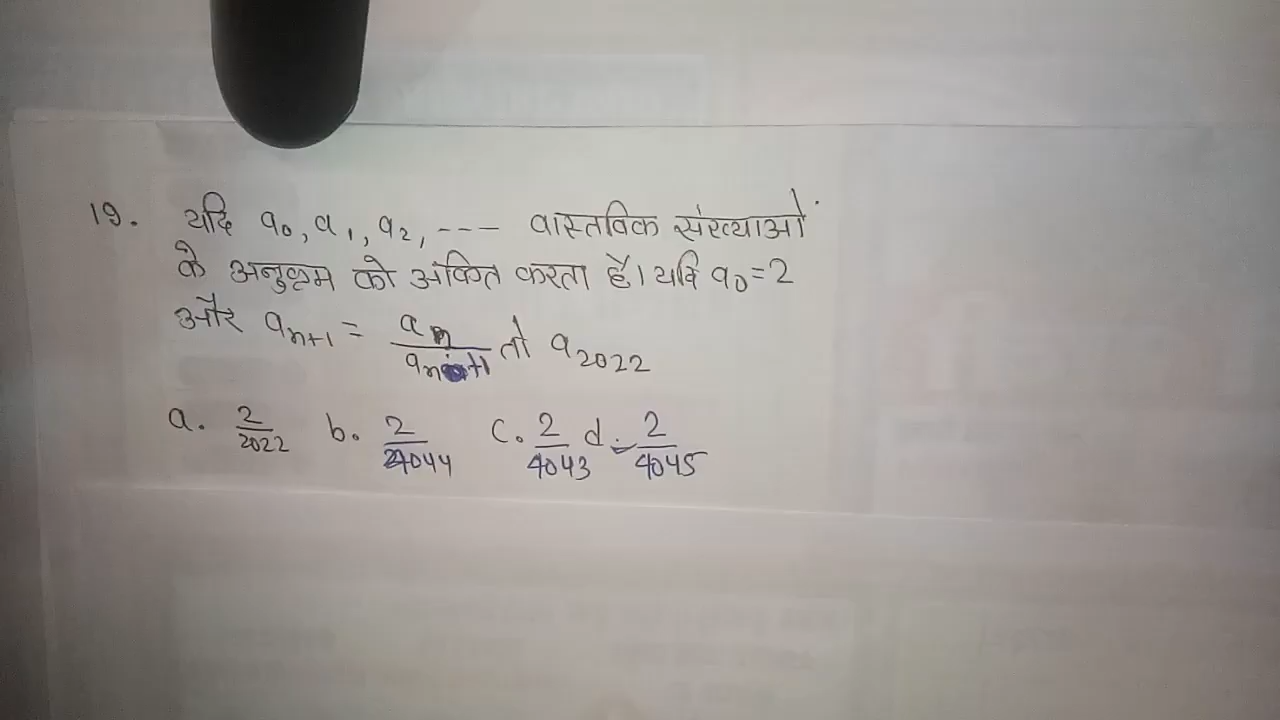 19. यदि a₀, a₁, a₂, ---- वास्तविक संख्याओं
के अनुक्रम को अंकित करता है। यदि a₀=2
और aₙ₊₁ = aₙ/(aₙ+1) तो a₂₀₂₂
a. 2/2022 b. 2/4044 c. 2/4043 d. 2/4045